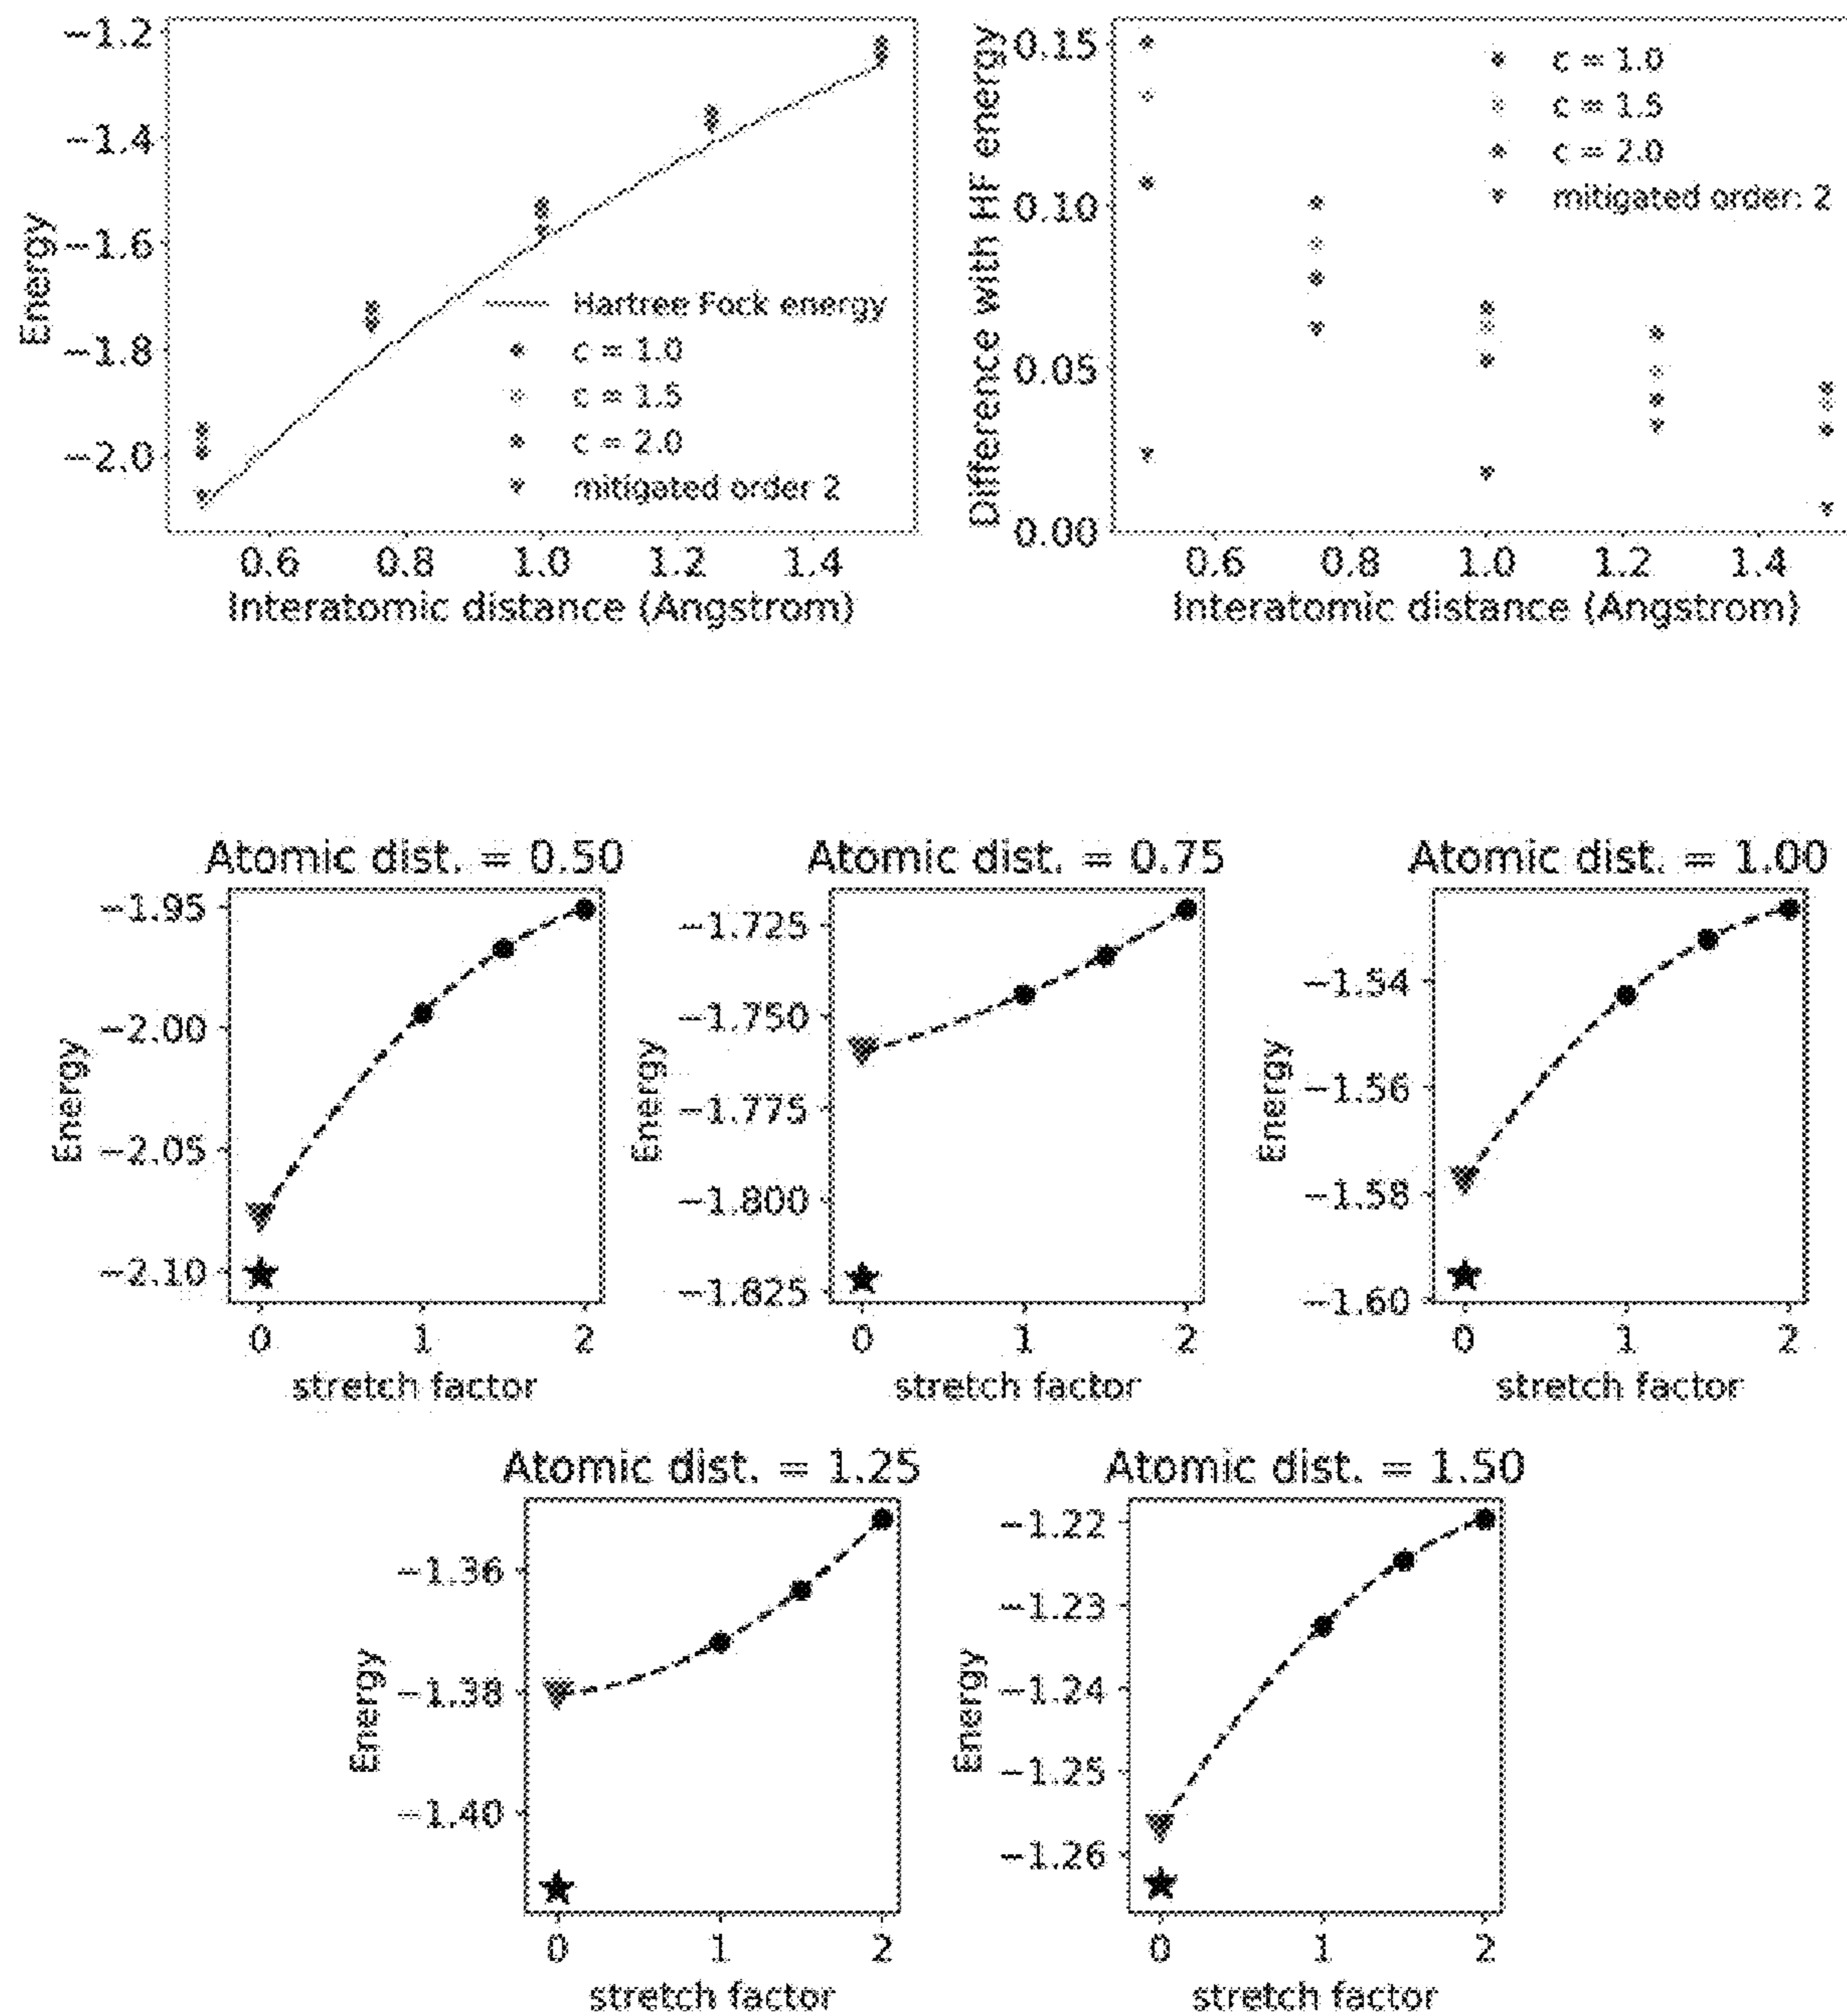 −1.2
−1.4
−1.6
−1.8
−2.0
Energy
Hartree Fock energy
c = 1.0
c = 1.5
c = 2.0
mitigated order 2
0.6 0.8 1.0 1.2 1.4
Interatomic distance (Angstrom)
0.15
0.10
0.05
0.00
Difference with HF energy
c = 1.0
c = 1.5
c = 2.0
mitigated order: 2
0.6 0.8 1.0 1.2 1.4
Interatomic distance (Angstrom)
Atomic dist. = 0.50
−1.95
−2.00
−2.05
−2.10
Energy
0 1 2
stretch factor
Atomic dist. = 0.75
−1.725
−1.750
−1.775
−1.800
−1.825
Energy
0 1 2
stretch factor
Atomic dist. = 1.00
−1.54
−1.56
−1.58
−1.60
Energy
0 1 2
stretch factor
Atomic dist. = 1.25
−1.36
−1.38
−1.40
Energy
0 1 2
stretch factor
Atomic dist. = 1.50
−1.22
−1.23
−1.24
−1.25
−1.26
Energy
0 1 2
stretch factor